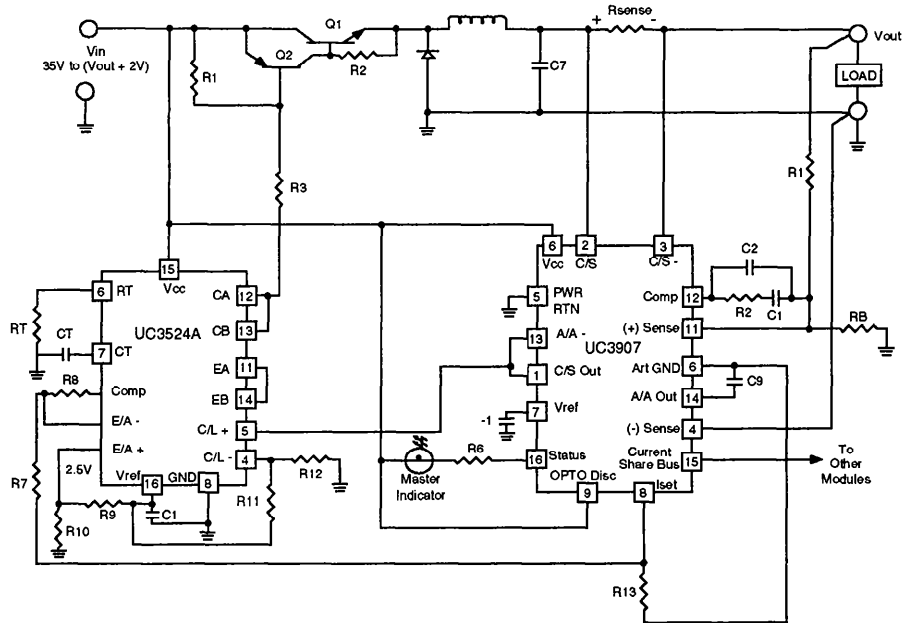 Q1
Rsense
+ -
Q2
Vin
35V to (Vout + 2V)
R1
R2
C7
Vout
LOAD
R3
R1
15
Vcc
6
Vcc
2
C/S
3
C/S -
6
RT
CA
12
5
PWR
RTN
Comp
12
C2
R2
C1
RT
CT
7
CT
UC3524A
CB
13
A/A -
13
UC3907
(+) Sense
11
RB
EA
11
C/S Out
1
Art GND
6
C9
R8
Comp
EB
14
A/A Out
14
E/A -
C/L +
5
-1
7
Vref
(-) Sense
4
E/A +
C/L -
4
R12
Master
Indicator
R6
16
Status
Current
Share Bus
15
To
Other
Modules
R7
2.5V
Vref
16
GND
8
R11
OPTO Disc
9
8
Iset
R10
R9
C1
R13